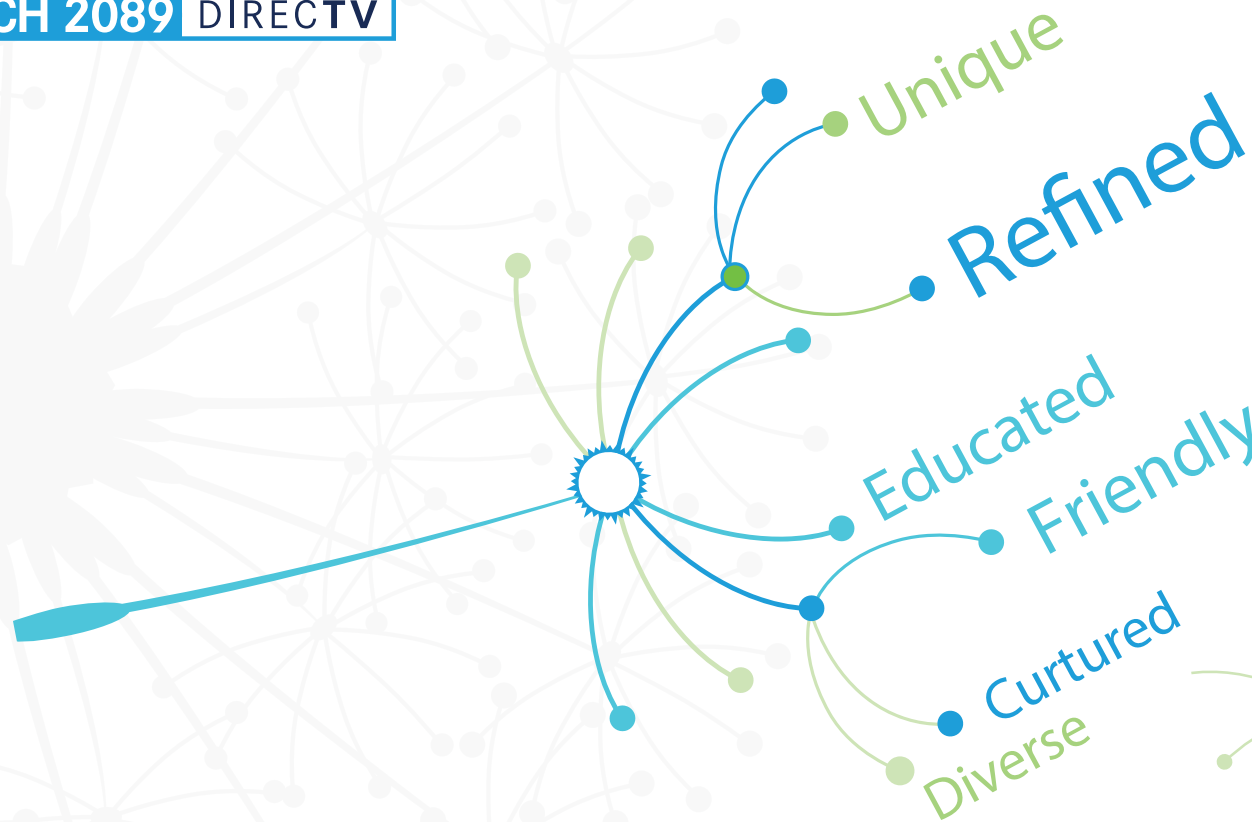 CH 2089 DIRECTV
Unique
Refined
Educated
Friendly
Curtured
Diverse